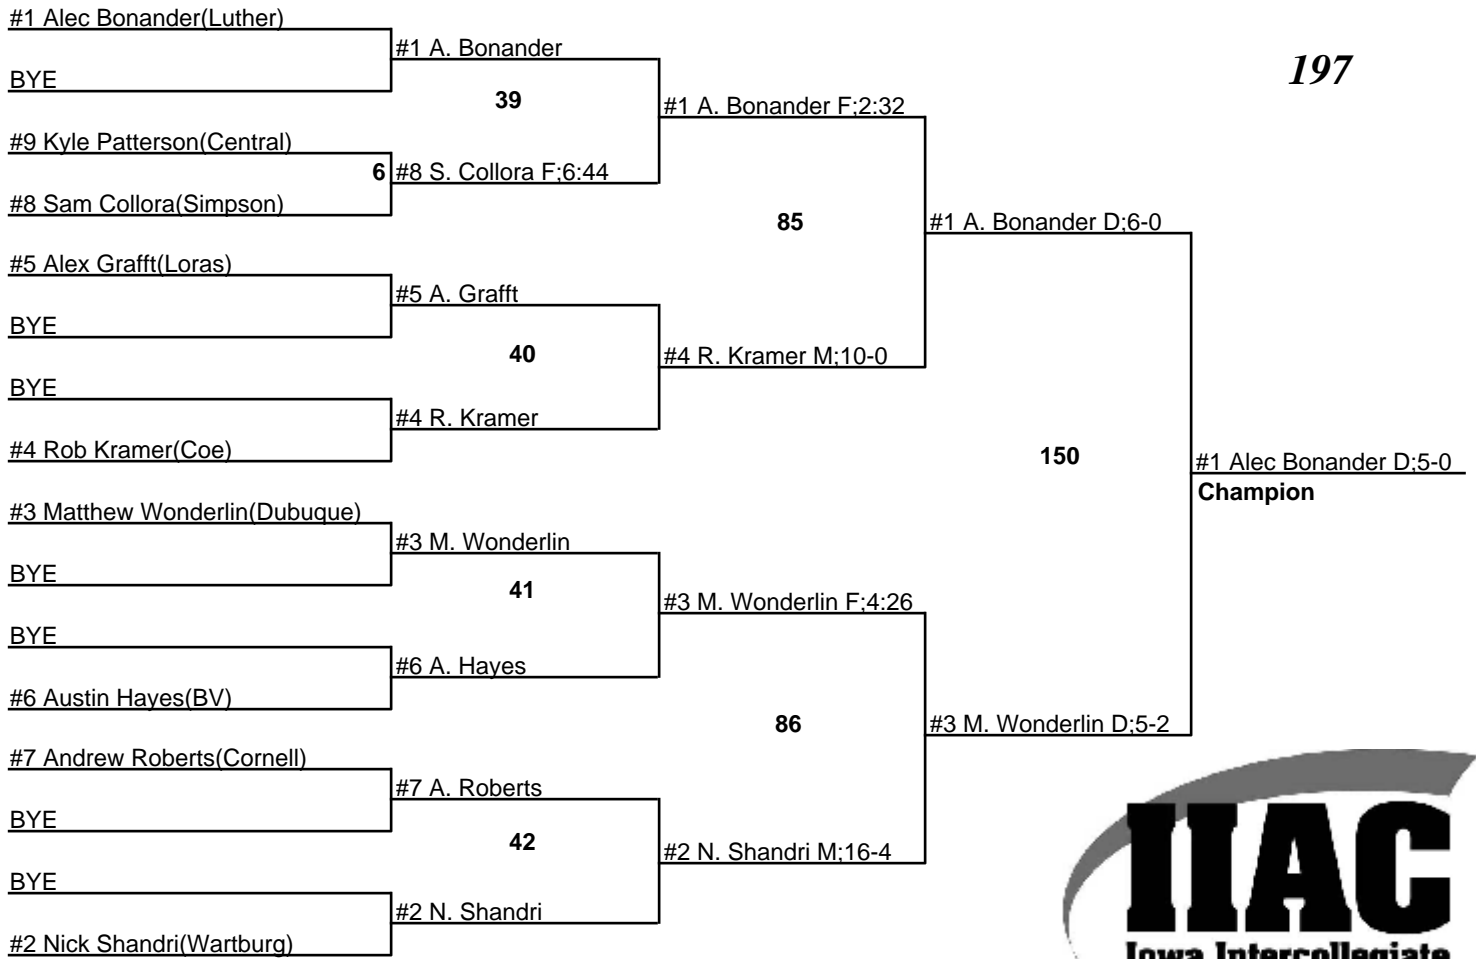 #1 Alec Bonander(Luther)
#1 A. Bonander
197
BYE
39
#1 A. Bonander F;2:32
#9 Kyle Patterson(Central)
6 #8 S. Collora F;6:44
#8 Sam Collora(Simpson)
85
#1 A. Bonander D;6-0
#5 Alex Grafft(Loras)
#5 A. Grafft
BYE
40
#4 R. Kramer M;10-0
BYE
#4 R. Kramer
#4 Rob Kramer(Coe)
150
#1 Alec Bonander D;5-0
Champion
#3 Matthew Wonderlin(Dubuque)
#3 M. Wonderlin
BYE
41
#3 M. Wonderlin F;4:26
BYE
#6 A. Hayes
#6 Austin Hayes(BV)
86
#3 M. Wonderlin D;5-2
#7 Andrew Roberts(Cornell)
#7 A. Roberts
BYE
42
#2 N. Shandri M;16-4
BYE
#2 N. Shandri
#2 Nick Shandri(Wartburg)
IIAC
Iowa Intercollegiate